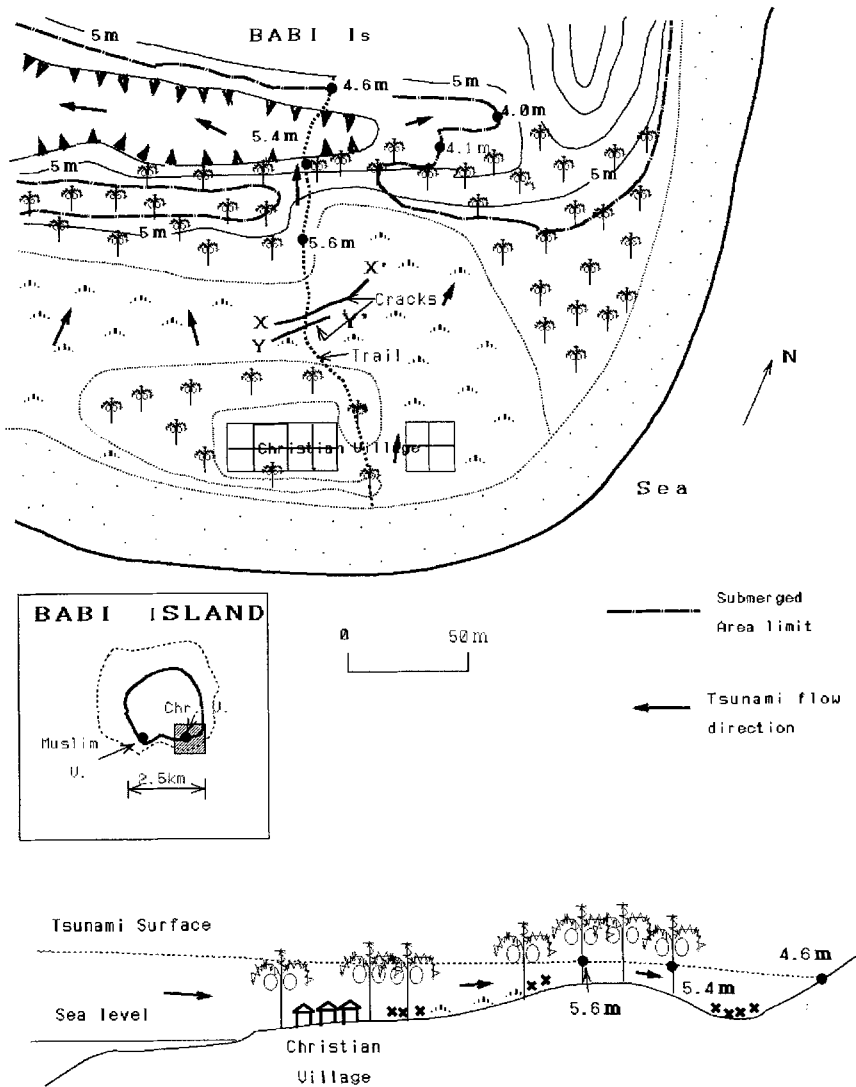 BABI Is
5m
4.6m
5m
4.0m
5.4m
4.1m
5m
5m
5m
5.6m
X'
Cracks
X
Y'
Y
Trail
N
Christian Village
Sea
BABI ISLAND
Chr. V.
Muslim
V.
2.5km
0 50m
Submerged
Area limit
Tsunami flow
direction
Tsunami Surface
4.6m
5.4m
5.6m
Sea level
Christian
Village